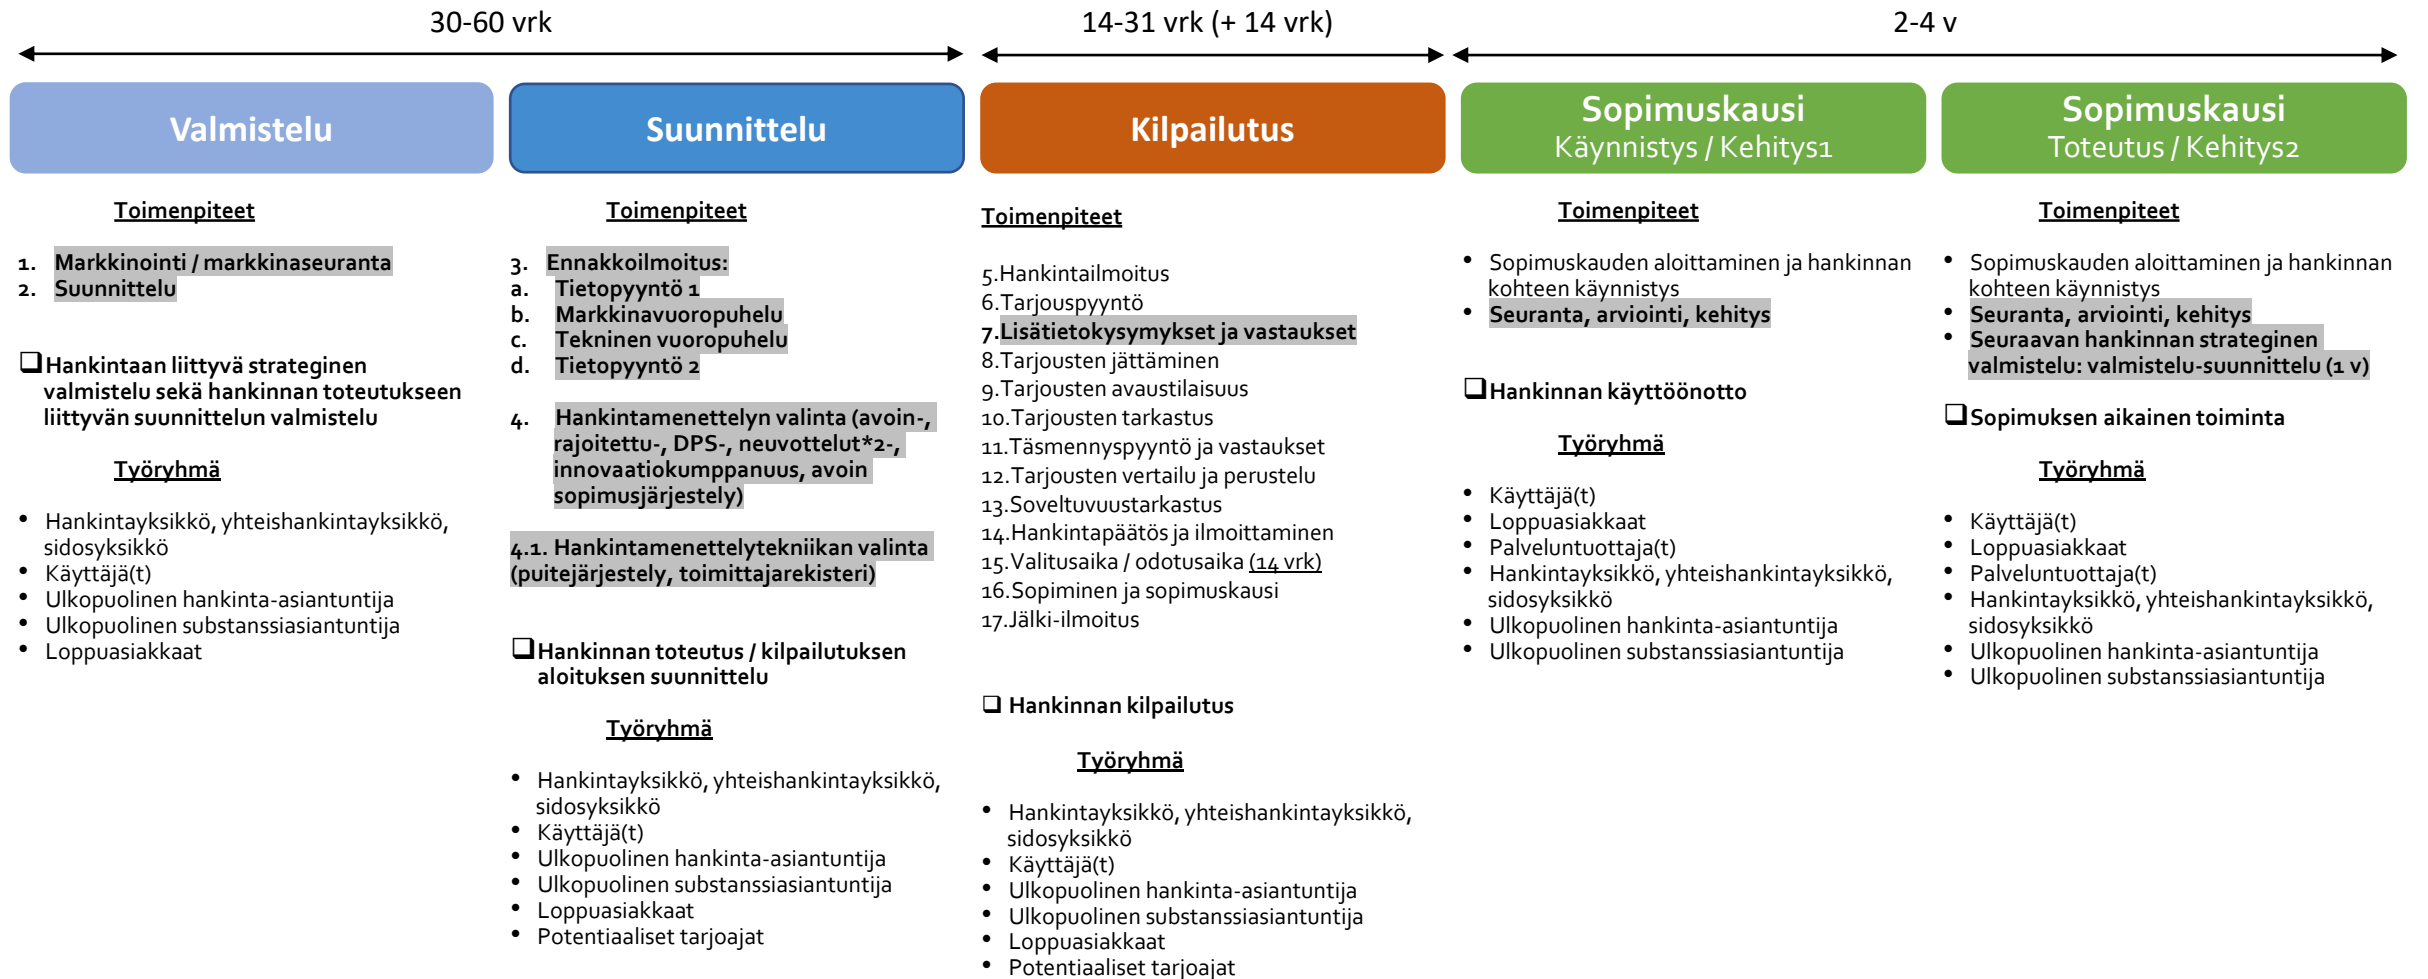 30-60 vrk
14-31 vrk (+ 14 vrk)
2-4 v
Valmistelu
Toimenpiteet
1. Markkinointi / markkinaseuranta
2. Suunnittelu
❑Hankintaan liittyvä strateginen
valmistelu sekä hankinnan toteutukseen
liittyvän suunnittelun valmistelu
Työryhmä
• Hankintayksikkö, yhteishankintayksikkö,
sidosyksikkö
• Käyttäjä(t)
• Ulkopuolinen hankinta-asiantuntija
• Ulkopuolinen substanssiasiantuntija
• Loppuasiakkaat
Suunnittelu
Toimenpiteet
3. Ennakkoilmoitus:
a. Tietopyyntö 1
b. Markkinavuoropuhelu
c. Tekninen vuoropuhelu
d. Tietopyyntö 2
4. Hankintamenettelyn valinta (avoin-,
rajoitettu-, DPS-, neuvottelut*2-,
innovaatiokumppanuus, avoin
sopimusjärjestely)
4.1. Hankintamenettelytekniikan valinta
(puitejärjestely, toimittajarekisteri)
❑Hankinnan toteutus / kilpailutuksen
aloituksen suunnittelu
Työryhmä
• Hankintayksikkö, yhteishankintayksikkö,
sidosyksikkö
• Käyttäjä(t)
• Ulkopuolinen hankinta-asiantuntija
• Ulkopuolinen substanssiasiantuntija
• Loppuasiakkaat
• Potentiaaliset tarjoajat
Kilpailutus
Toimenpiteet
5.Hankintailmoitus
6.Tarjouspyyntö
7.Lisätietokysymykset ja vastaukset
8.Tarjousten jättäminen
9.Tarjousten avaustilaisuus
10.Tarjousten tarkastus
11.Täsmennyspyyntö ja vastaukset
12.Tarjousten vertailu ja perustelu
13.Soveltuvuustarkastus
14.Hankintapäätös ja ilmoittaminen
15.Valitusaika / odotusaika (14 vrk)
16.Sopiminen ja sopimuskausi
17.Jälki-ilmoitus
❑ Hankinnan kilpailutus
Työryhmä
• Hankintayksikkö, yhteishankintayksikkö,
sidosyksikkö
• Käyttäjä(t)
• Ulkopuolinen hankinta-asiantuntija
• Ulkopuolinen substanssiasiantuntija
• Loppuasiakkaat
• Potentiaaliset tarjoajat
Sopimuskausi
Käynnistys / Kehitys1
Toimenpiteet
• Sopimuskauden aloittaminen ja hankinnan
kohteen käynnistys
• Seuranta, arviointi, kehitys
❑Hankinnan käyttöönotto
Työryhmä
• Käyttäjä(t)
• Loppuasiakkaat
• Palveluntuottaja(t)
• Hankintayksikkö, yhteishankintayksikkö,
sidosyksikkö
• Ulkopuolinen hankinta-asiantuntija
• Ulkopuolinen substanssiasiantuntija
Sopimuskausi
Toteutus / Kehitys2
Toimenpiteet
• Sopimuskauden aloittaminen ja hankinnan
kohteen käynnistys
• Seuranta, arviointi, kehitys
• Seuraavan hankinnan strateginen
valmistelu: valmistelu-suunnittelu (1 v)
❑Sopimuksen aikainen toiminta
Työryhmä
• Käyttäjä(t)
• Loppuasiakkaat
• Palveluntuottaja(t)
• Hankintayksikkö, yhteishankintayksikkö,
sidosyksikkö
• Ulkopuolinen hankinta-asiantuntija
• Ulkopuolinen substanssiasiantuntija